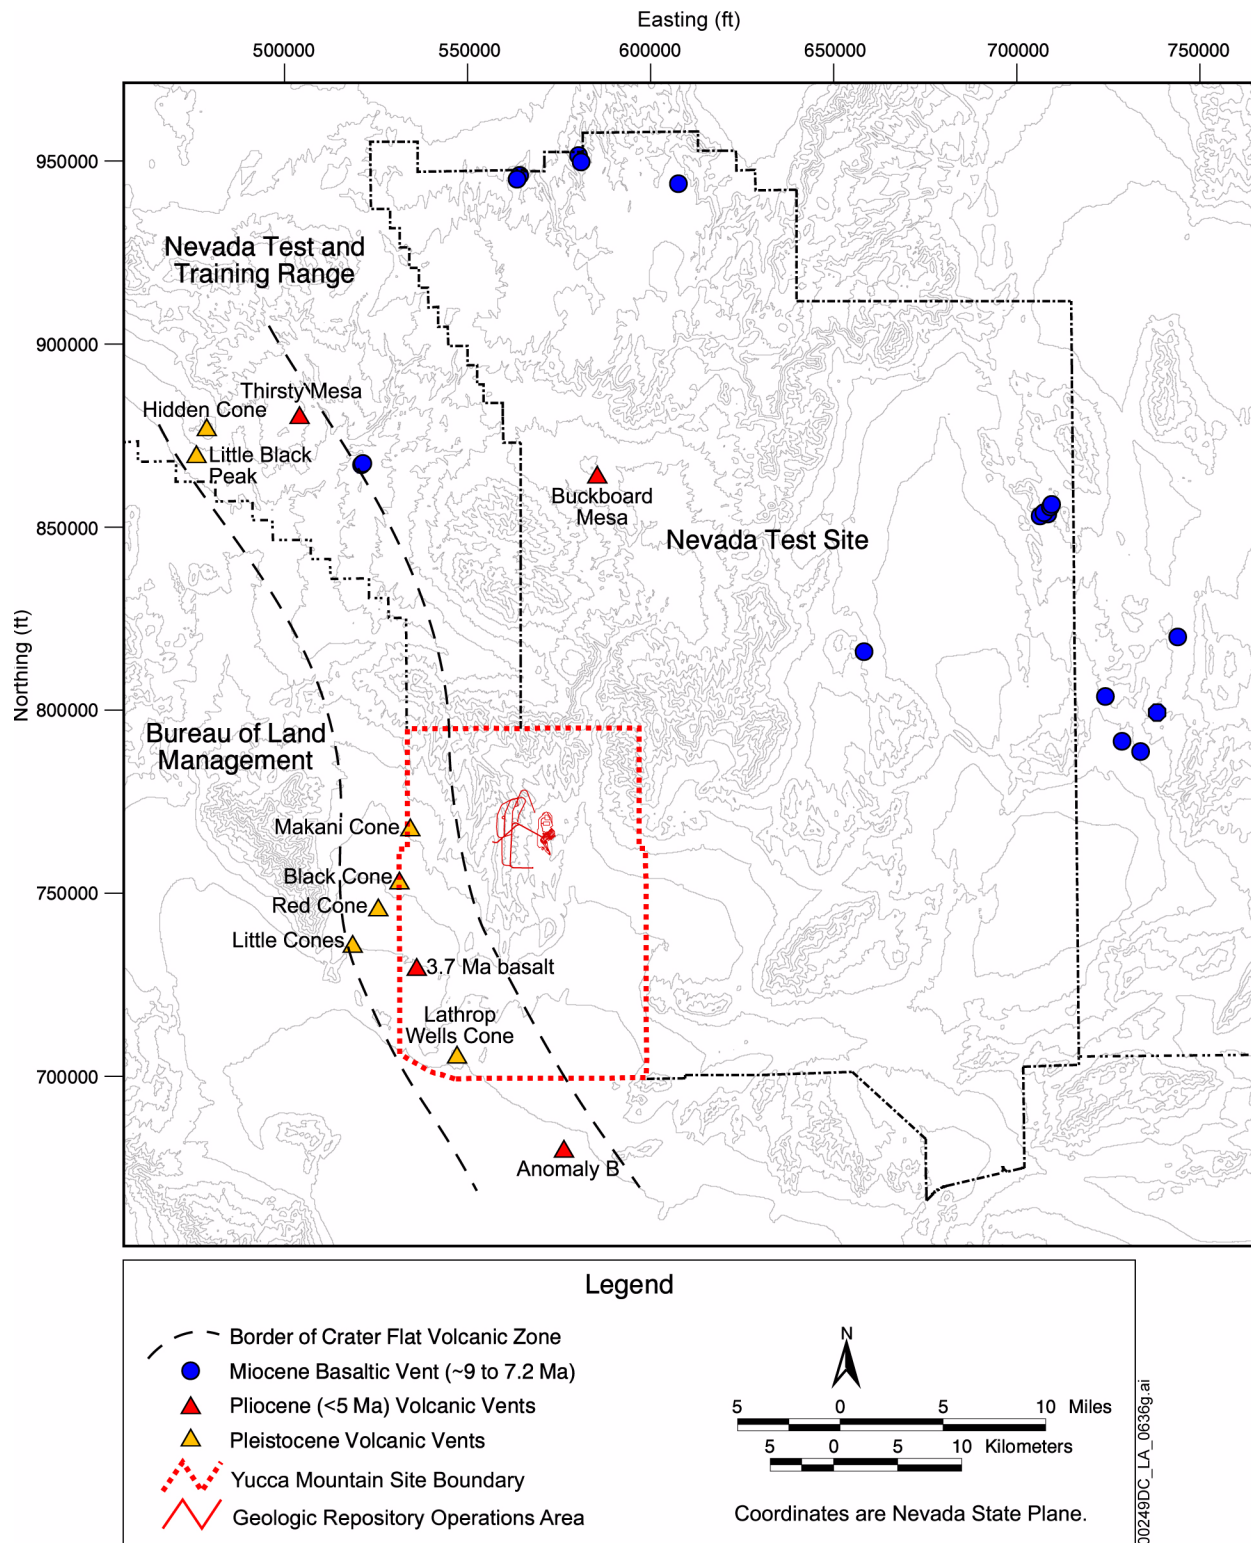 Easting (ft)
500000
550000
600000
650000
700000
750000
Northing (ft)
950000
900000
850000
800000
750000
700000
Nevada Test and
Training Range
Thirsty Mesa
Hidden Cone
Little Black
Peak
Buckboard
Mesa
Nevada Test Site
Bureau of Land
Management
Makani Cone
Black Cone
Red Cone
Little Cones
3.7 Ma basalt
Lathrop
Wells Cone
Anomaly B
Legend
Border of Crater Flat Volcanic Zone
Miocene Basaltic Vent (~9 to 7.2 Ma)
Pliocene (<5 Ma) Volcanic Vents
Pleistocene Volcanic Vents
Yucca Mountain Site Boundary
Geologic Repository Operations Area
N
5 0 5 10 Miles
5 0 5 10 Kilometers
Coordinates are Nevada State Plane.
00249DC_LA_0636g.ai